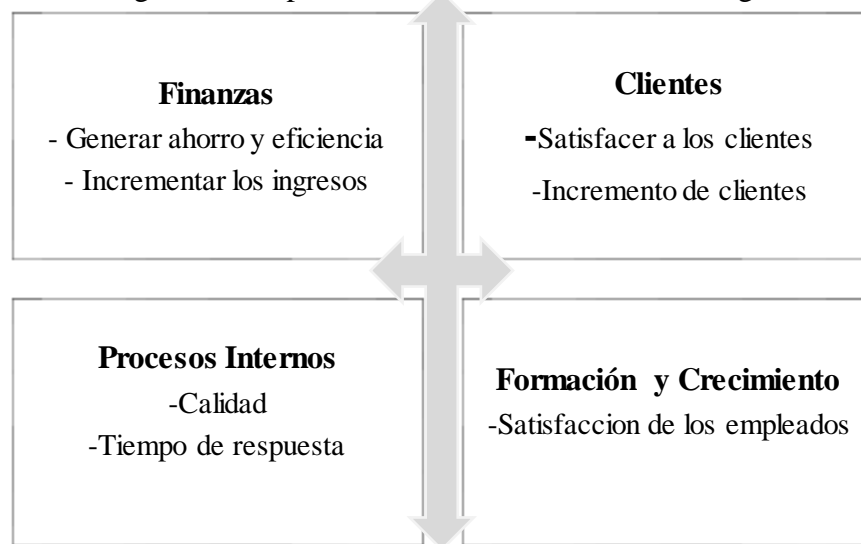 Finanzas
- Generar ahorro y eficiencia
- Incrementar los ingresos
Clientes
-Satisfacer a los clientes
-Incremento de clientes
Procesos Internos
-Calidad
-Tiempo de respuesta
Formación y Crecimiento
-Satisfaccion de los empleados